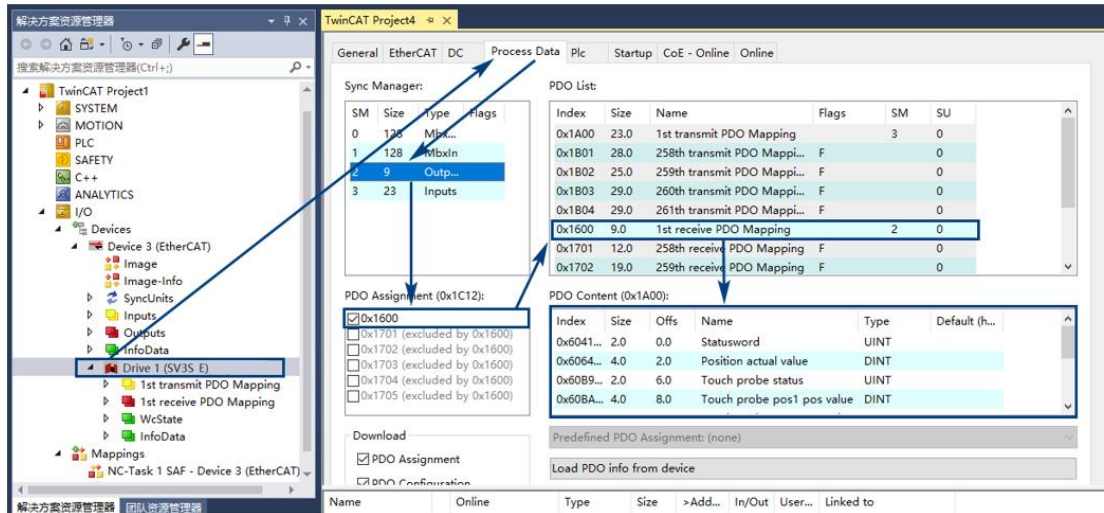 解决方案资源管理器
搜索解决方案资源管理器(Ctrl+;)
TwinCAT Project1
SYSTEM
MOTION
PLC
SAFETY
C++
ANALYTICS
I/O
Devices
Device 3 (EtherCAT)
Image
Image-Info
SyncUnits
Inputs
Outputs
InfoData
Drive 1 (SV3S_E)
1st transmit PDO Mapping
1st receive PDO Mapping
WcState
InfoData
Mappings
NC-Task 1 SAF - Device 3 (EtherCAT)
解决方案资源管理器 团队资源管理器
TwinCAT Project4
General EtherCAT DC Process Data Plc Startup CoE - Online Online
Sync Manager:
SM Size Type Flags
0 128 Mbx...
1 128 MbxIn
2 9 Outp...
3 23 Inputs
PDO List:
Index Size Name Flags SM SU
0x1A00 23.0 1st transmit PDO Mapping 3 0
0x1B01 28.0 258th transmit PDO Mappi... F 0
0x1B02 25.0 259th transmit PDO Mappi... F 0
0x1B03 29.0 260th transmit PDO Mappi... F 0
0x1B04 29.0 261th transmit PDO Mappi... F 0
0x1600 9.0 1st receive PDO Mapping 2 0
0x1701 12.0 258th receive PDO Mapping F 0
0x1702 19.0 259th receive PDO Mapping F 0
PDO Assignment (0x1C12):
0x1600
0x1701 (excluded by 0x1600)
0x1702 (excluded by 0x1600)
0x1703 (excluded by 0x1600)
0x1704 (excluded by 0x1600)
0x1705 (excluded by 0x1600)
PDO Content (0x1A00):
Index Size Offs Name Type Default (h...
0x6041... 2.0 0.0 Statusword UINT
0x6064... 4.0 2.0 Position actual value DINT
0x60B9... 2.0 6.0 Touch probe status UINT
0x60BA... 4.0 8.0 Touch probe pos1 pos value DINT
Download
PDO Assignment
PDO Configuration
Predefined PDO Assignment: (none)
Load PDO info from device
Name Online Type Size >Add... In/Out User... Linked to